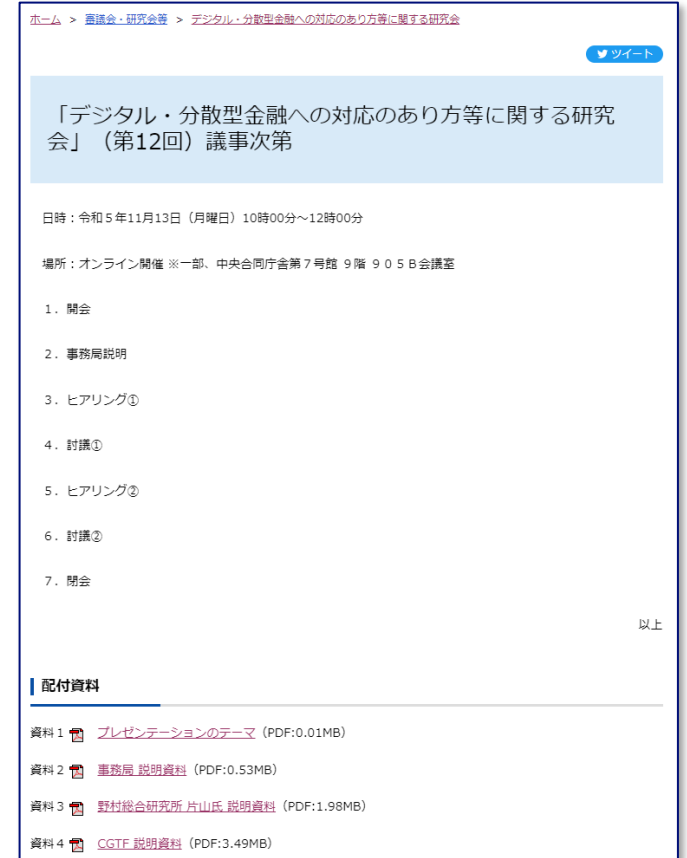 ホーム > 審議会・研究会等 > デジタル・分散型金融への対応のあり方等に関する研究会
ツイート
「デジタル・分散型金融への対応のあり方等に関する研究
会」（第12回）議事次第
日時：令和５年11月13日（月曜日）10時00分～12時00分
場所：オンライン開催 ※一部、中央合同庁舎第７号館 ９階 ９０５Ｂ会議室
１．開会
２．事務局説明
３．ヒアリング①
４．討議①
５．ヒアリング②
６．討議②
７．閉会
以上
配付資料
資料１ プレゼンテーションのテーマ（PDF:0.01MB）
資料２ 事務局 説明資料（PDF:0.53MB）
資料３ 野村総合研究所 片山氏 説明資料（PDF:1.98MB）
資料４ CGTF 説明資料（PDF:3.49MB）